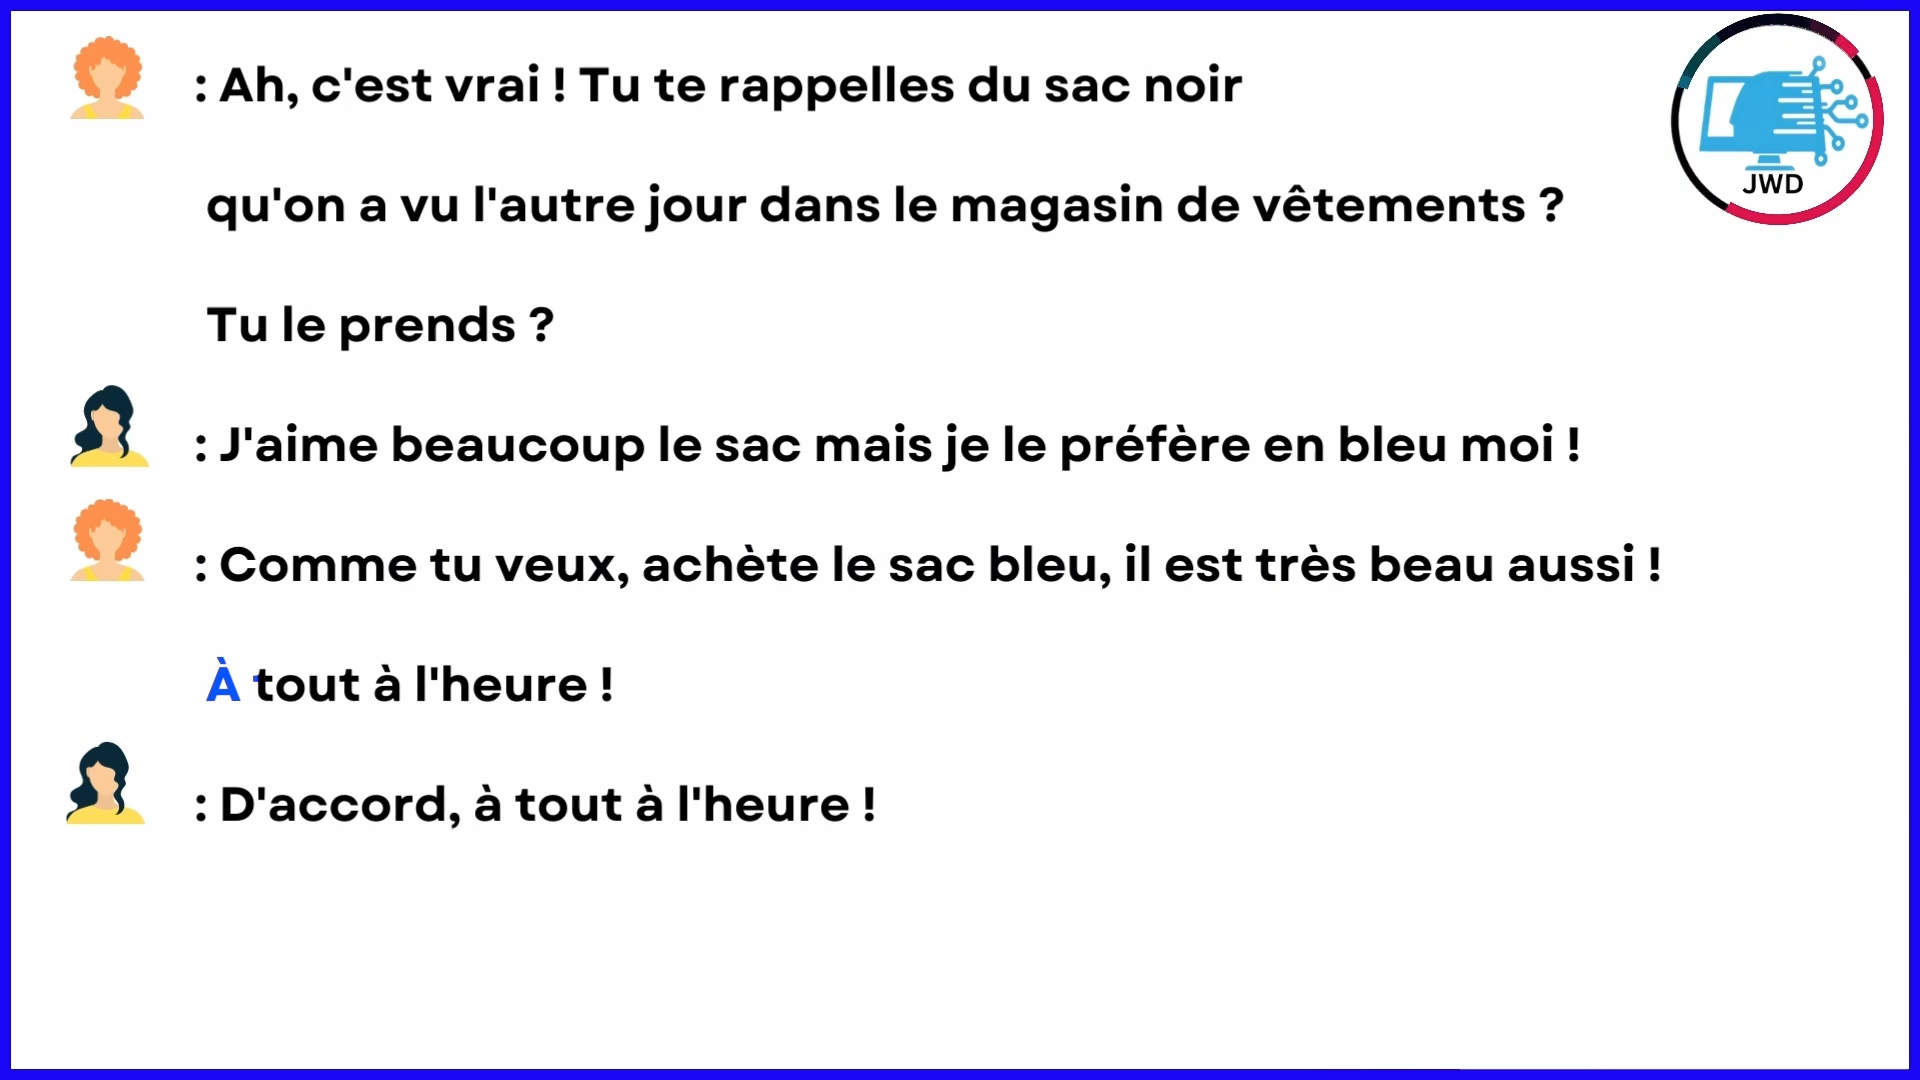 : Ah, c'est vrai ! Tu te rappelles du sac noir
JWD
qu'on a vu l'autre jour dans le magasin de vêtements ?
Tu le prends ?
: J'aime beaucoup le sac mais je le préfère en bleu moi !
: Comme tu veux, achète le sac bleu, il est très beau aussi !
À tout à l'heure !
: D'accord, à tout à l'heure !